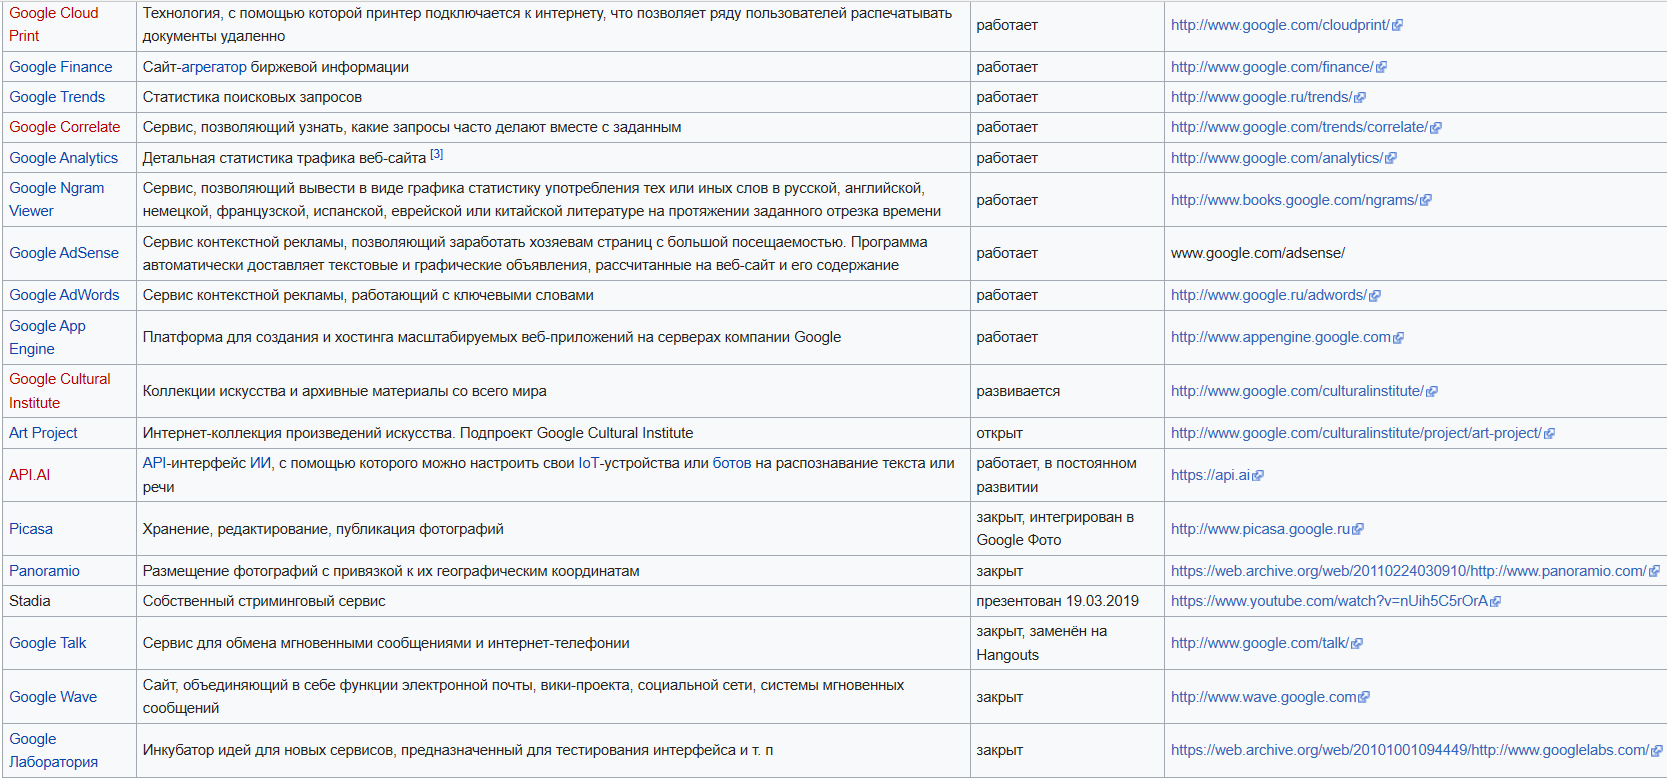 Google Cloud
Print
Технология, с помощью которой принтер подключается к интернету, что позволяет ряду пользователей распечатывать
документы удаленно
работает
http://www.google.com/cloudprint/
Google Finance
Сайт-агрегатор биржевой информации
работает
http://www.google.com/finance/
Google Trends
Статистика поисковых запросов
работает
http://www.google.ru/trends/
Google Correlate
Сервис, позволяющий узнать, какие запросы часто делают вместе с заданным
работает
http://www.google.com/trends/correlate/
Google Analytics
Детальная статистика трафика веб-сайта [3]
работает
http://www.google.com/analytics/
Google Ngram
Viewer
Сервис, позволяющий вывести в виде графика статистику употребления тех или иных слов в русской, английской,
немецкой, французской, испанской, еврейской или китайской литературе на протяжении заданного отрезка времени
работает
http://www.books.google.com/ngrams/
Google AdSense
Сервис контекстной рекламы, позволяющий заработать хозяевам страниц с большой посещаемостью. Программа
автоматически доставляет текстовые и графические объявления, рассчитанные на веб-сайт и его содержание
работает
www.google.com/adsense/
Google AdWords
Сервис контекстной рекламы, работающий с ключевыми словами
работает
http://www.google.ru/adwords/
Google App
Engine
Платформа для создания и хостинга масштабируемых веб-приложений на серверах компании Google
работает
http://www.appengine.google.com
Google Cultural
Institute
Коллекции искусства и архивные материалы со всего мира
развивается
http://www.google.com/culturalinstitute/
Art Project
Интернет-коллекция произведений искусства. Подпроект Google Cultural Institute
открыт
http://www.google.com/culturalinstitute/project/art-project/
API.AI
API-интерфейс ИИ, с помощью которого можно настроить свои IoT-устройства или ботов на распознавание текста или
речи
работает, в постоянном
развитии
https://api.ai
Picasa
Хранение, редактирование, публикация фотографий
закрыт, интегрирован в
Google Фото
http://www.picasa.google.ru
Panoramio
Размещение фотографий с привязкой к их географическим координатам
закрыт
https://web.archive.org/web/20110224030910/http://www.panoramio.com/
Stadia
Собственный стриминговый сервис
презентован 19.03.2019
https://www.youtube.com/watch?v=nUih5C5rOrA
Google Talk
Сервис для обмена мгновенными сообщениями и интернет-телефонии
закрыт, заменён на
Hangouts
http://www.google.com/talk/
Google Wave
Сайт, объединяющий в себе функции электронной почты, вики-проекта, социальной сети, системы мгновенных
сообщений
закрыт
http://www.wave.google.com
Google
Лаборатория
Инкубатор идей для новых сервисов, предназначенный для тестирования интерфейса и т. п
закрыт
https://web.archive.org/web/20101001094449/http://www.googlelabs.com/